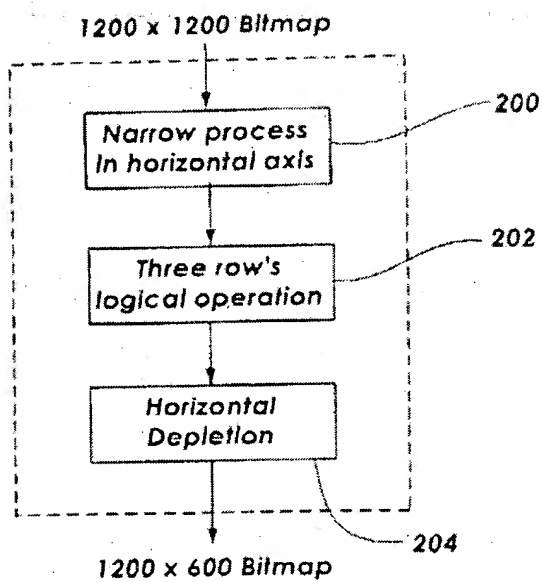 1200 x 1200 Bitmap
200
Narrow process
In horizontal axis
202
Three row's
logical operation
Horizontal
Depletion
204
1200 x 600 Bitmap